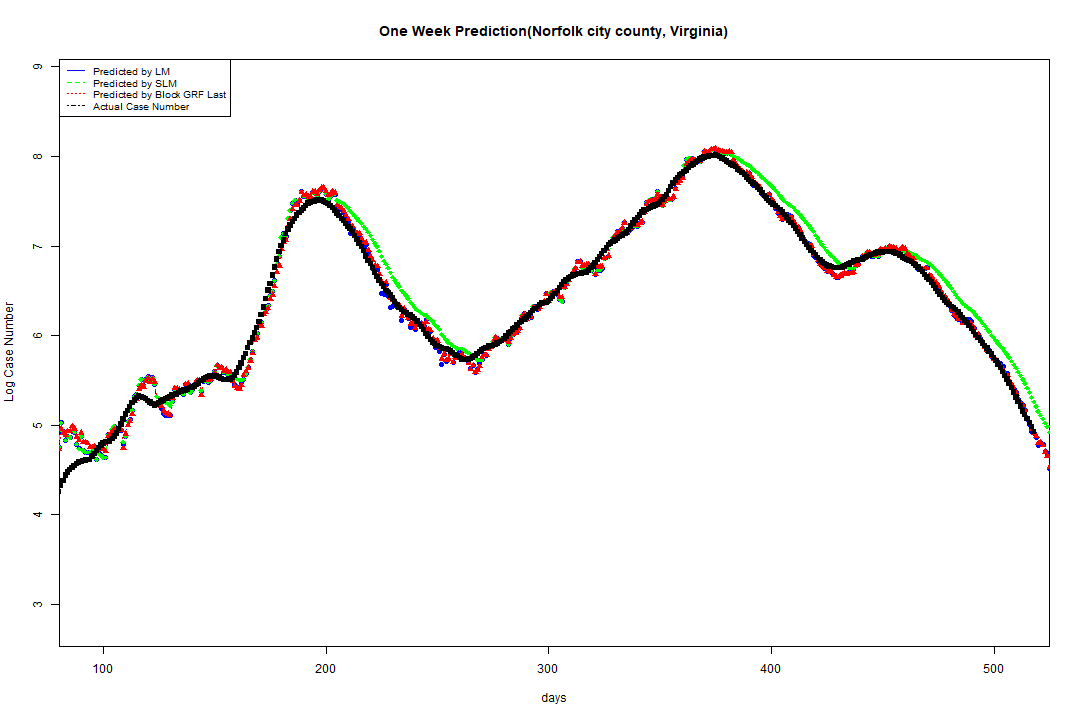 One Week Prediction(Norfolk city county, Virginia)
Predicted by LM
Predicted by SLM
Predicted by Block GRF Last
Actual Case Number
9
8
7
6
5
4
3
Log Case Number
100 200 300 400 500
days